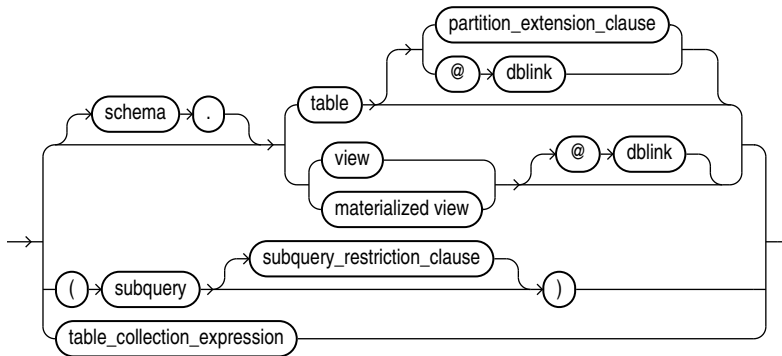 partition_extension_clause
@ dblink
schema . table
view @ dblink
materialized view
( subquery subquery_restriction_clause )
table_collection_expression